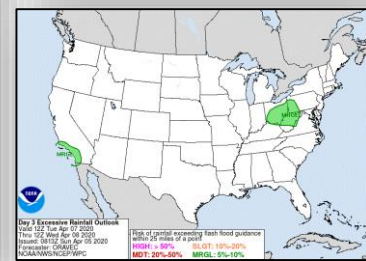 MRGL
MRGL
NOAA
Day 3 Excessive Rainfall Outlook
Valid 12Z Tue Apr 07 2020
Thru 12Z Wed Apr 08 2020
Issued: 0813Z Sun Apr 05 2020
Forecaster: ORAVEC
NOAA/NWS/NCEP/WPC
Risk of rainfall exceeding flash flood guidance
within 25 miles of a point
HIGH: > 50% SLGT: 10%-20%
MDT: 20%-50% MRGL: 5%-10%